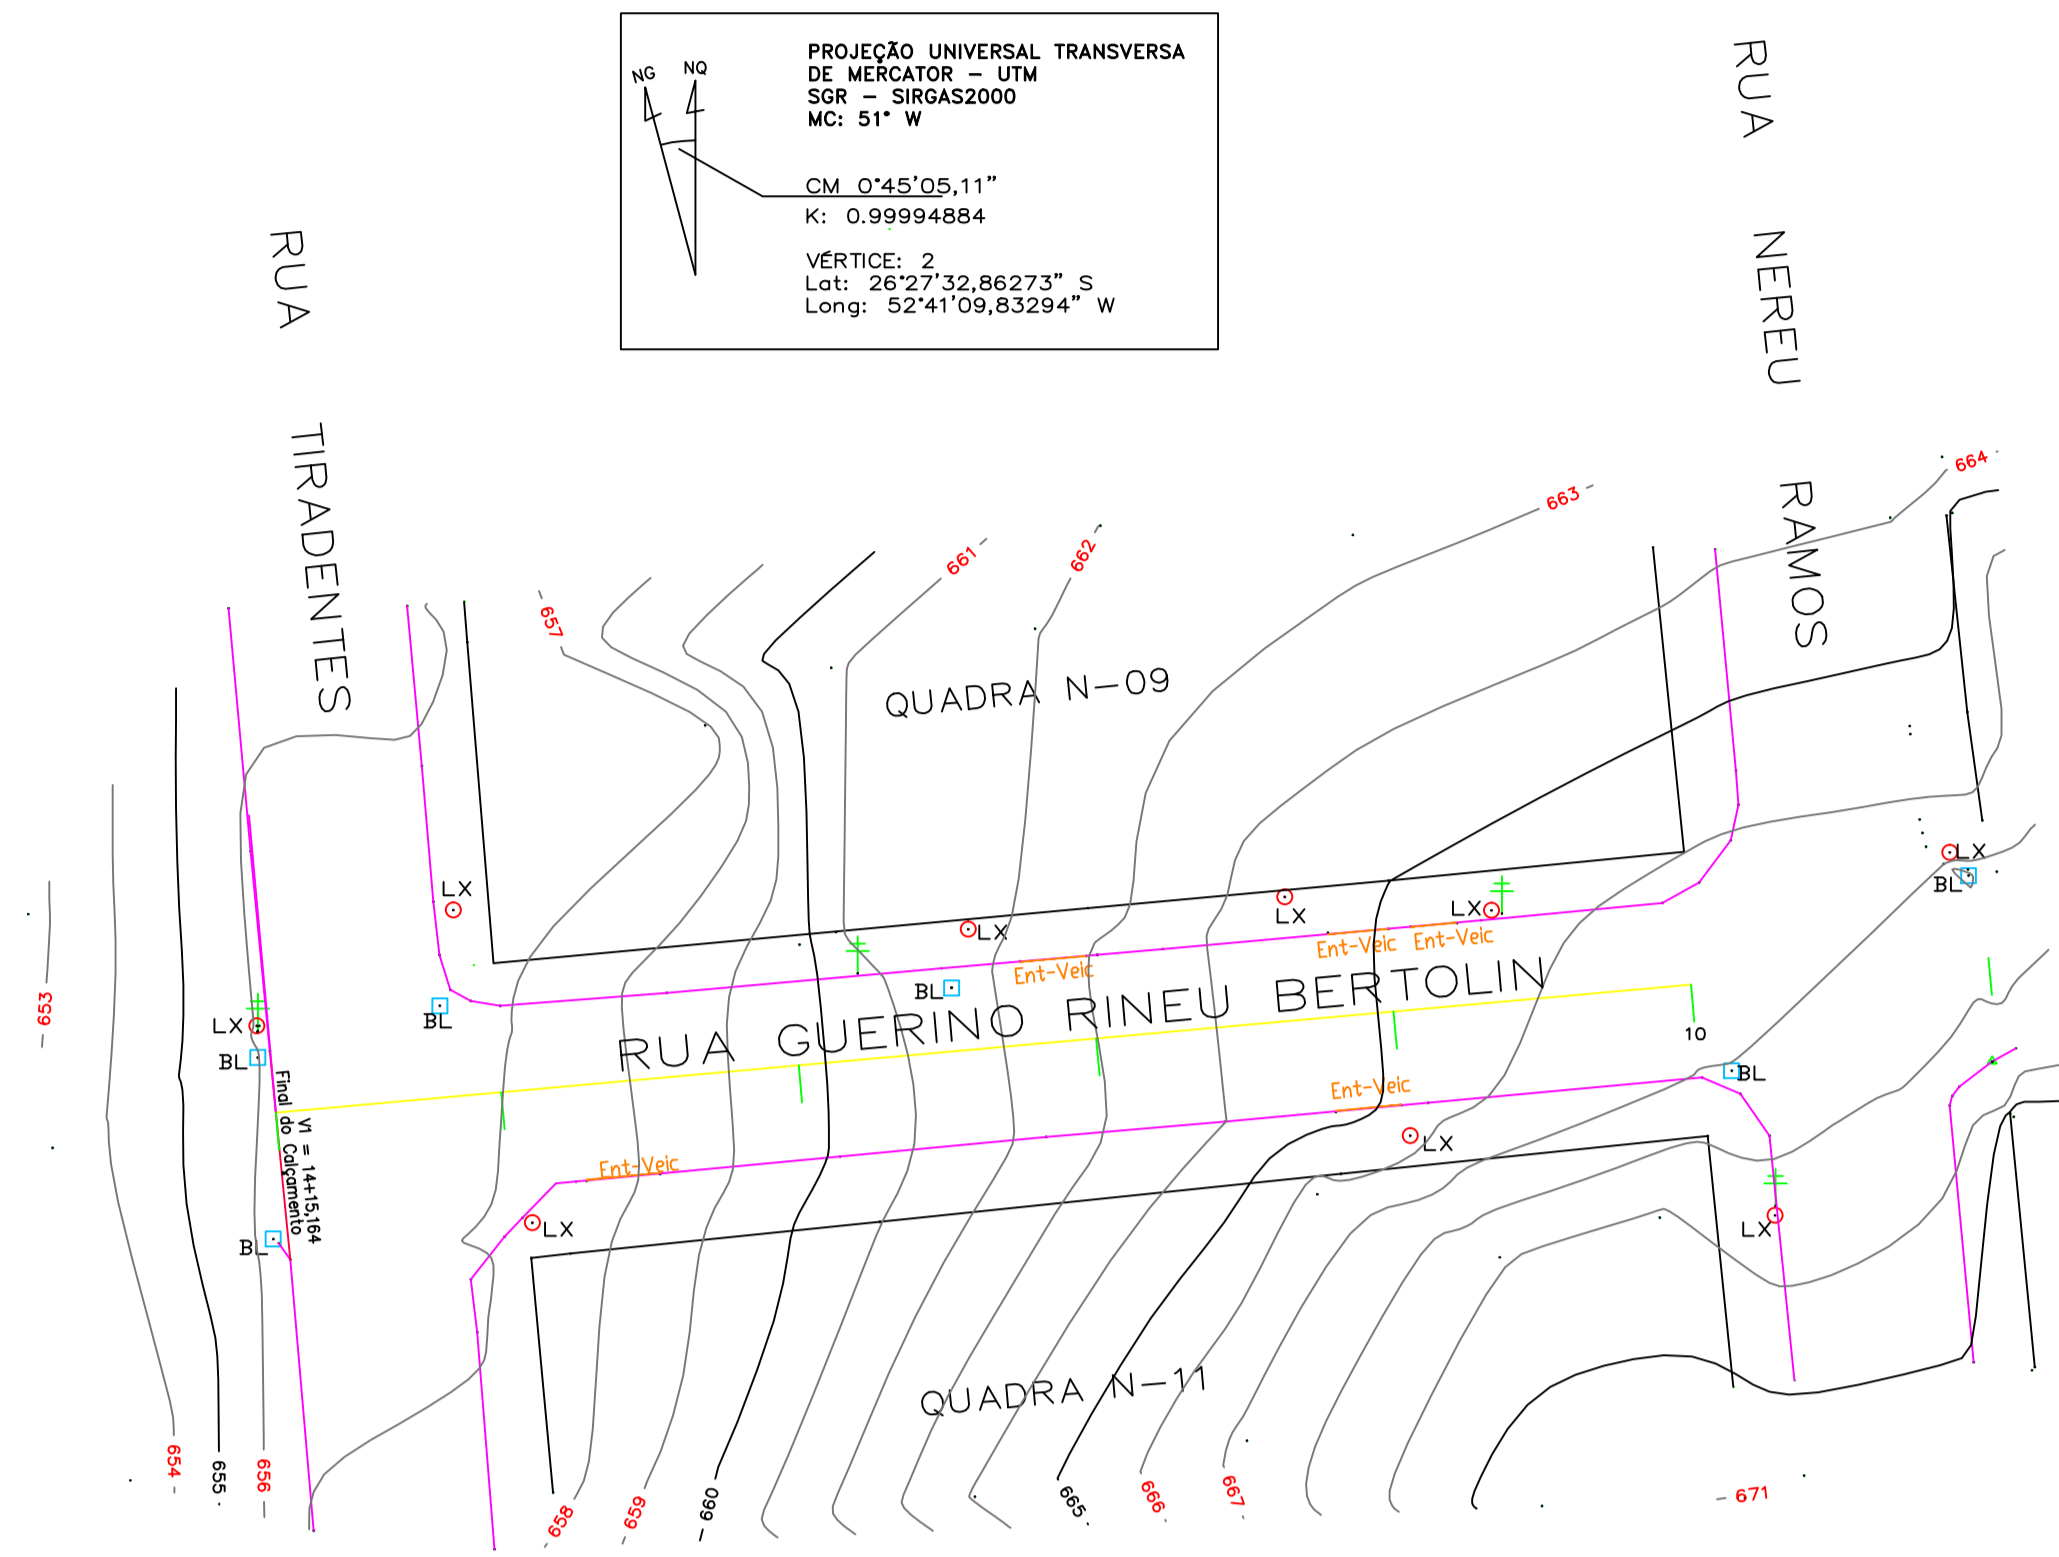 NG
NQ
PROJEÇÃO UNIVERSAL TRANSVERSA
DE MERCATOR – UTM
SGR – SIRGAS2000
MC: 51° W
CM 0°45'05,11"
K: 0.99994884
VÉRTICE: 2
Lat: 26°27'32,86273" S
Long: 52°41'09,83294" W
RUA TIRADENTES
RUA NEREU RAMOS
664
663
662
661
657
QUADRA N–09
LX
LX
LX
LX
LX
BL
Ent-Veic
Ent-Veic
Ent-Veic
BL
BL
LX
BL
653
RUA GUERINO RINEU BERTOLIN
10
BL
Ent-Veic
Ent-Veic
V1 = 14+15,164
Final do Calçamento
BL
LX
LX
LX
QUADRA N–11
654
655
656
658
659
660
665
666
667
671